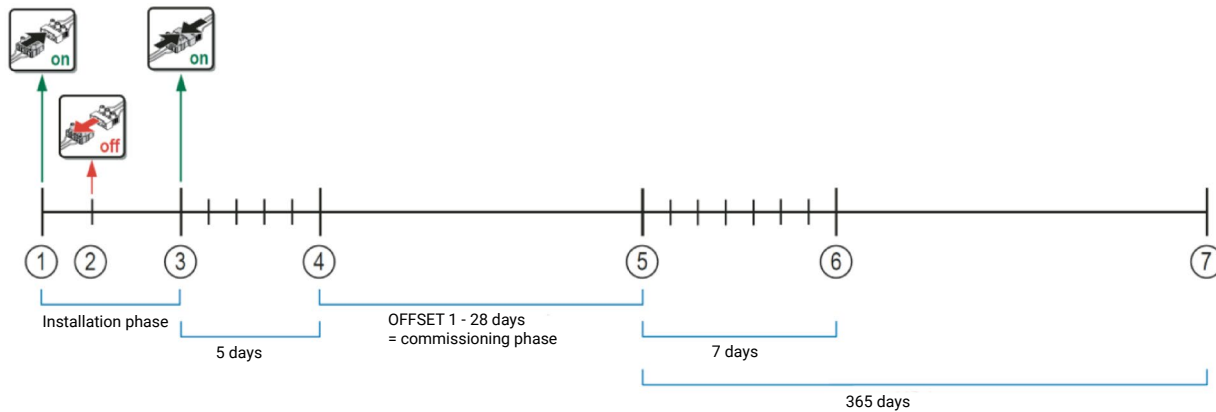 on
on
off
1 2 3 4 5 6 7
Installation phase
5 days
OFFSET 1 - 28 days
= commissioning phase
7 days
365 days